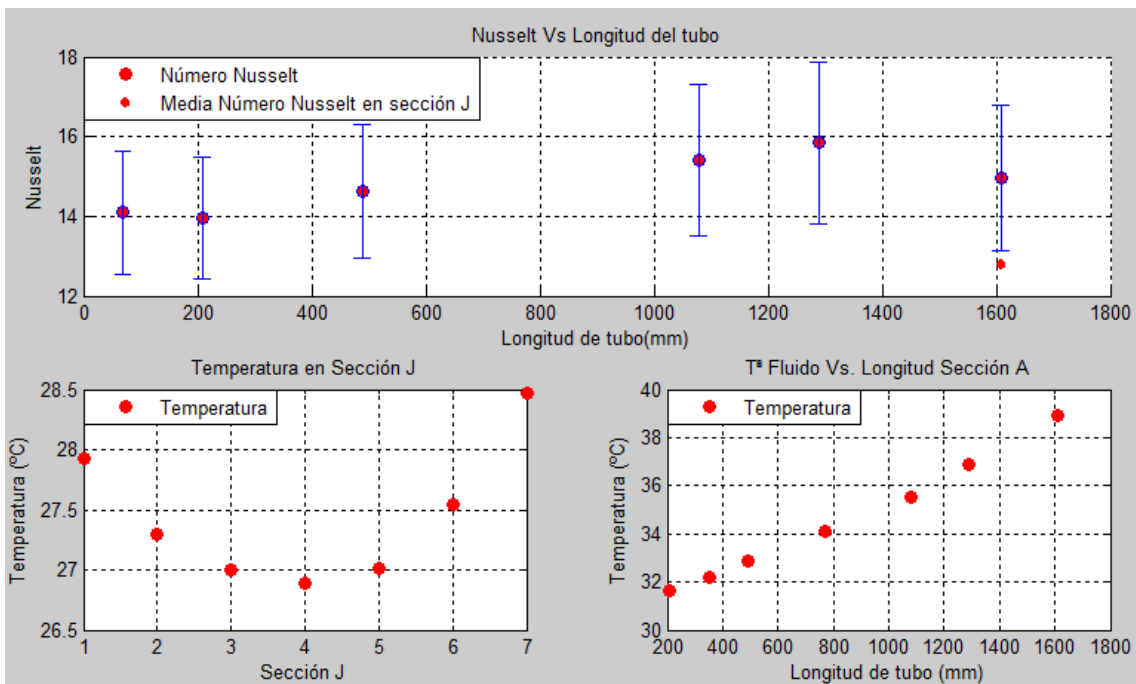 Nusselt Vs Longitud del tubo
18
16
14
12
Nusselt
Número Nusselt
Media Número Nusselt en sección J
0 200 400 600 800 1000 1200 1400 1600 1800
Longitud de tubo(mm)
Temperatura en Sección J
28.5
28
27.5
27
26.5
Temperatura (ºC)
Temperatura
1 2 3 4 5 6 7
Sección J
Tª Fluido Vs. Longitud Sección A
40
38
36
34
32
30
Temperatura (ºC)
Temperatura
200 400 600 800 1000 1200 1400 1600 1800
Longitud de tubo (mm)